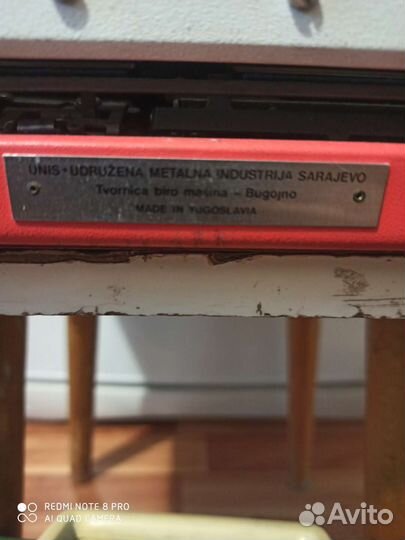 UNIS - UDRUŽENA METALNA INDUSTRIJA SARAJEVO
Tvornica biro mašina – Bugojno
MADE IN YUGOSLAVIA
REDMI NOTE 8 PRO
AI QUAD CAMERA
Avito